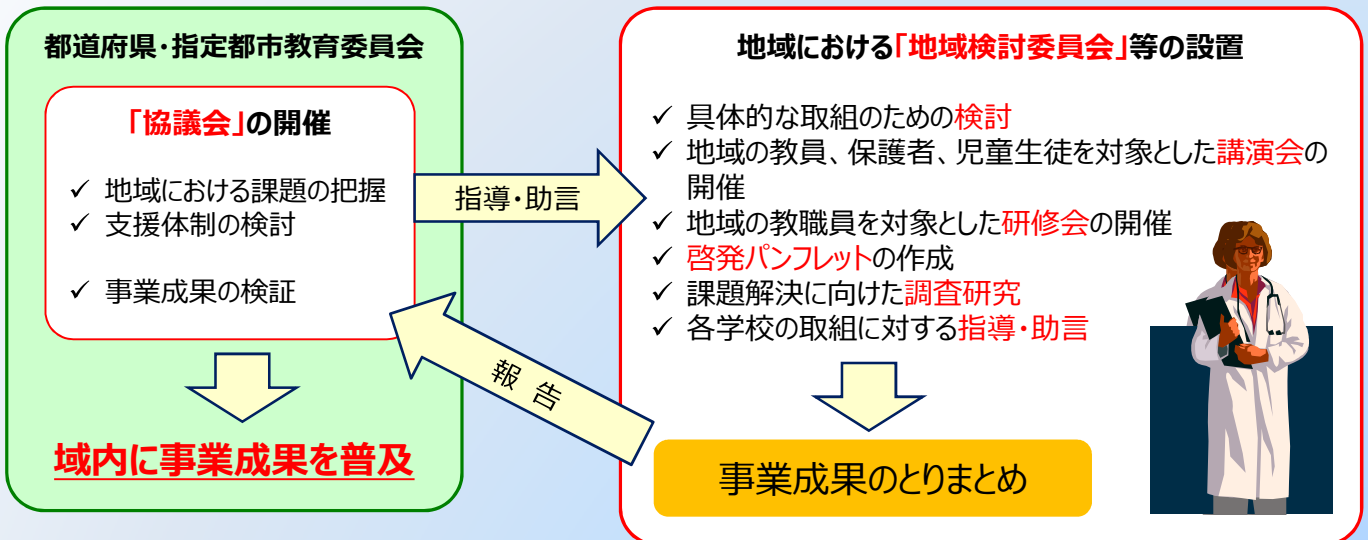 都道府県・指定都市教育委員会
「協議会」の開催
✓ 地域における課題の把握
✓ 支援体制の検討
✓ 事業成果の検証
域内に事業成果を普及
指導・助言
報 告
地域における「地域検討委員会」等の設置
✓ 具体的な取組のための検討
✓ 地域の教員、保護者、児童生徒を対象とした講演会の
開催
✓ 地域の教職員を対象とした研修会の開催
✓ 啓発パンフレットの作成
✓ 課題解決に向けた調査研究
✓ 各学校の取組に対する指導・助言
事業成果のとりまとめ